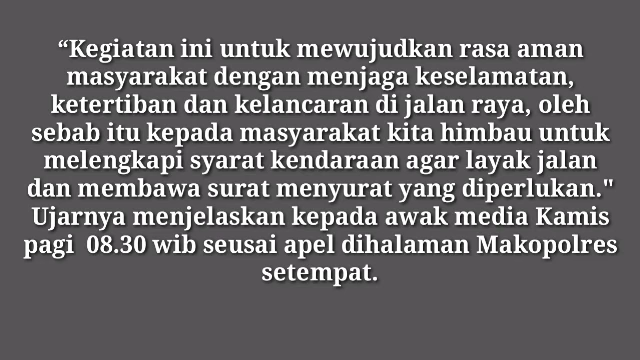 “Kegiatan ini untuk mewujudkan rasa aman
masyarakat dengan menjaga keselamatan,
ketertiban dan kelancaran di jalan raya, oleh
sebab itu kepada masyarakat kita himbau untuk
melengkapi syarat kendaraan agar layak jalan
dan membawa surat menyurat yang diperlukan."
Ujarnya menjelaskan kepada awak media Kamis
pagi  08.30 wib seusai apel dihalaman Makopolres
setempat.